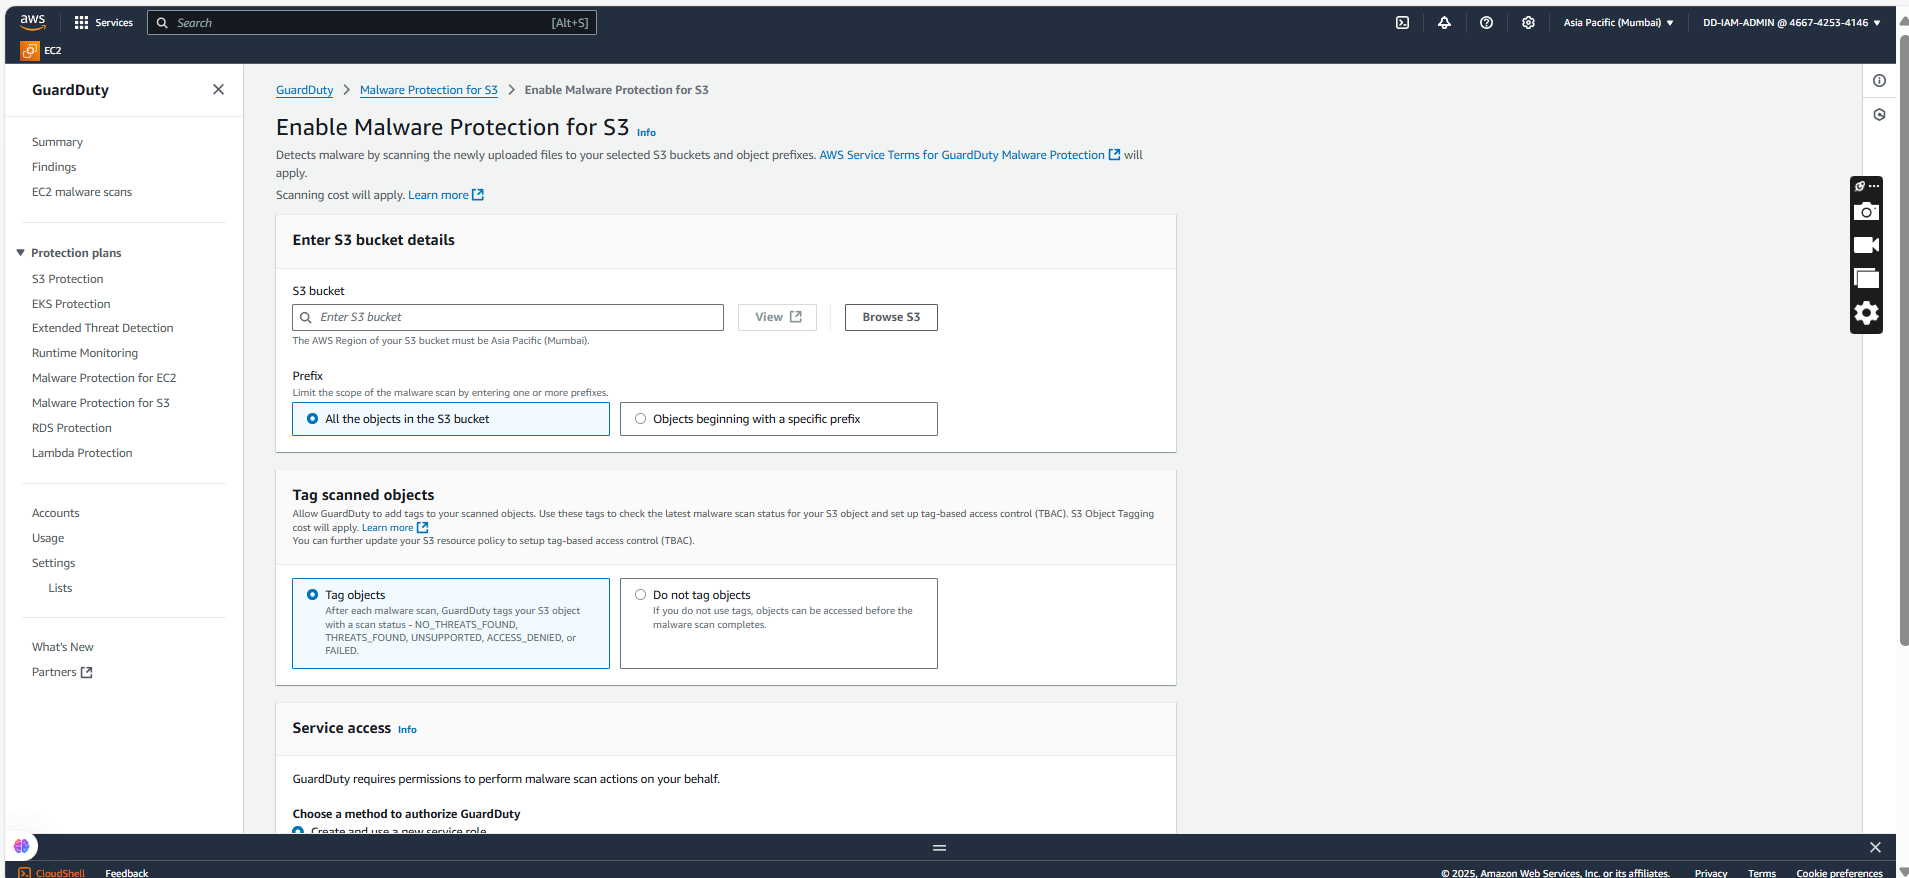 aws
Services
Search [Alt+S]
Asia Pacific (Mumbai)
DD-IAM-ADMIN @ 4667-4253-4146
EC2
GuardDuty
Summary
Findings
EC2 malware scans
Protection plans
S3 Protection
EKS Protection
Extended Threat Detection
Runtime Monitoring
Malware Protection for EC2
Malware Protection for S3
RDS Protection
Lambda Protection
Accounts
Usage
Settings
Lists
What's New
Partners
GuardDuty > Malware Protection for S3 > Enable Malware Protection for S3
Enable Malware Protection for S3 Info
Detects malware by scanning the newly uploaded files to your selected S3 buckets and object prefixes. AWS Service Terms for GuardDuty Malware Protection will
apply.
Scanning cost will apply. Learn more
Enter S3 bucket details
S3 bucket
Enter S3 bucket
View
Browse S3
The AWS Region of your S3 bucket must be Asia Pacific (Mumbai).
Prefix
Limit the scope of the malware scan by entering one or more prefixes.
All the objects in the S3 bucket
Objects beginning with a specific prefix
Tag scanned objects
Allow GuardDuty to add tags to your scanned objects. Use these tags to check the latest malware scan status for your S3 object and set up tag-based access control (TBAC). S3 Object Tagging
cost will apply. Learn more
You can further update your S3 resource policy to setup tag-based access control (TBAC).
Tag objects
After each malware scan, GuardDuty tags your S3 object
with a scan status - NO_THREATS_FOUND,
THREATS_FOUND, UNSUPPORTED, ACCESS_DENIED, or
FAILED.
Do not tag objects
If you do not use tags, objects can be accessed before the
malware scan completes.
Service access Info
GuardDuty requires permissions to perform malware scan actions on your behalf.
Choose a method to authorize GuardDuty
Create and use a new service role
CloudShell
Feedback
© 2025, Amazon Web Services, Inc. or its affiliates.
Privacy
Terms
Cookie preferences